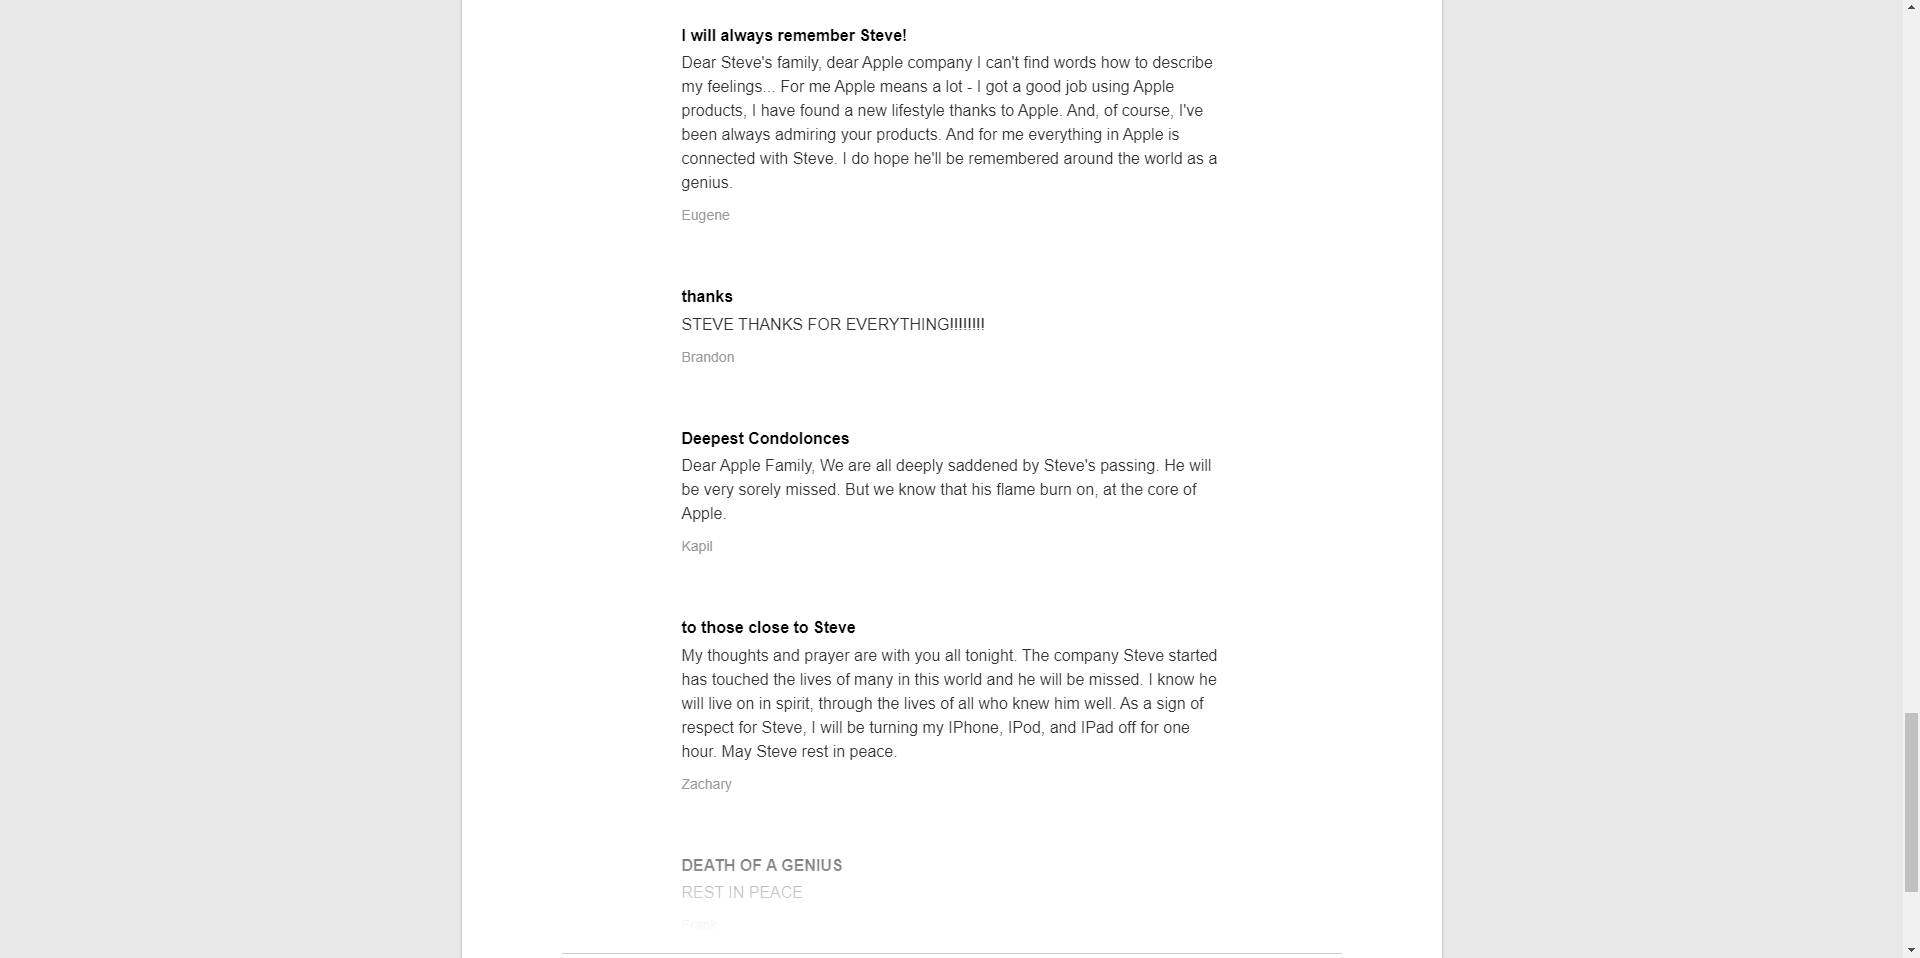 I will always remember Steve!
Dear Steve's family, dear Apple company I can't find words how to describe
my feelings... For me Apple means a lot - I got a good job using Apple
products, I have found a new lifestyle thanks to Apple. And, of course, I've
been always admiring your products. And for me everything in Apple is
connected with Steve. I do hope he'll be remembered around the world as a
genius.
Eugene
thanks
STEVE THANKS FOR EVERYTHING!!!!!!!!
Brandon
Deepest Condolonces
Dear Apple Family, We are all deeply saddened by Steve's passing. He will
be very sorely missed. But we know that his flame burn on, at the core of
Apple.
Kapil
to those close to Steve
My thoughts and prayer are with you all tonight. The company Steve started
has touched the lives of many in this world and he will be missed. I know he
will live on in spirit, through the lives of all who knew him well. As a sign of
respect for Steve, I will be turning my IPhone, IPod, and IPad off for one
hour. May Steve rest in peace.
Zachary
DEATH OF A GENIUS
REST IN PEACE
Frank